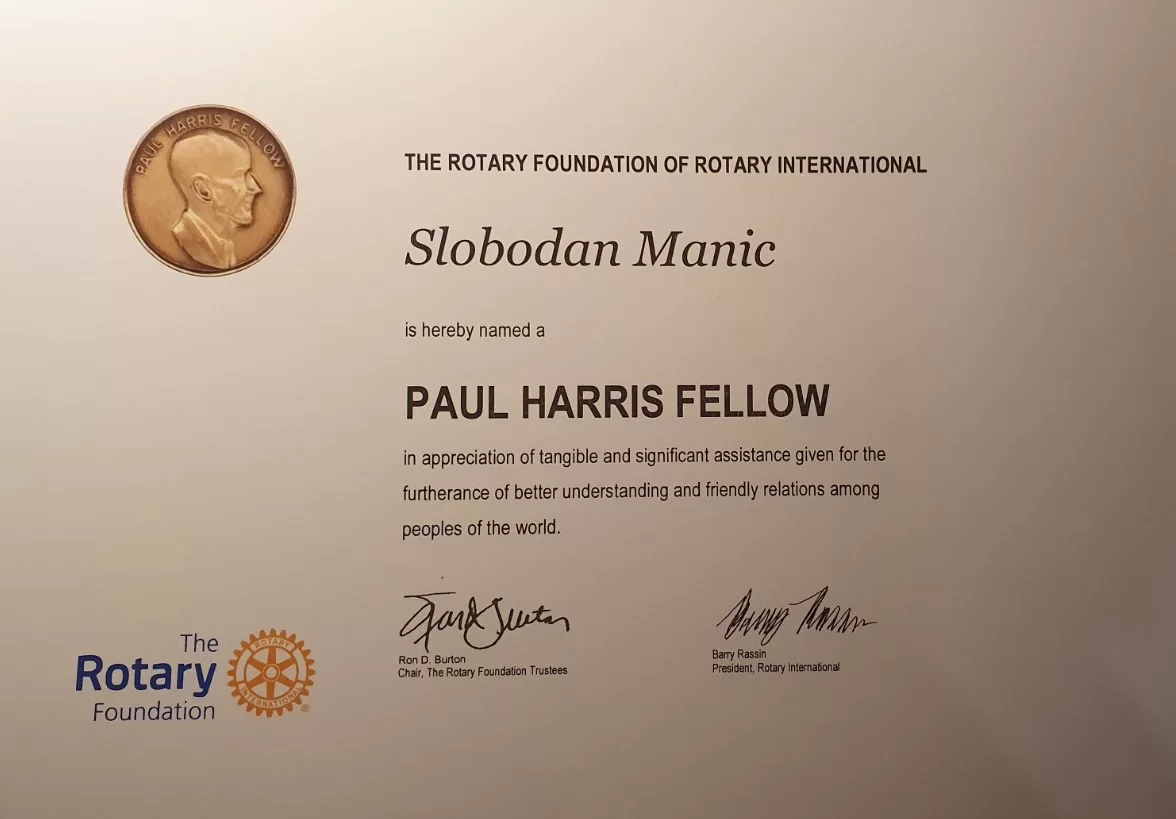 PAUL HARRIS FELLOW
THE ROTARY FOUNDATION OF ROTARY INTERNATIONAL
Slobodan Manic
is hereby named a
PAUL HARRIS FELLOW
in appreciation of tangible and significant assistance given for the
furtherance of better understanding and friendly relations among
peoples of the world.
Ron D. Burton
Chair, The Rotary Foundation Trustees
Barry Rassin
Barry Rassin
President, Rotary International
The
Rotary
Foundation
ROTARY
INTERNATIONAL
®